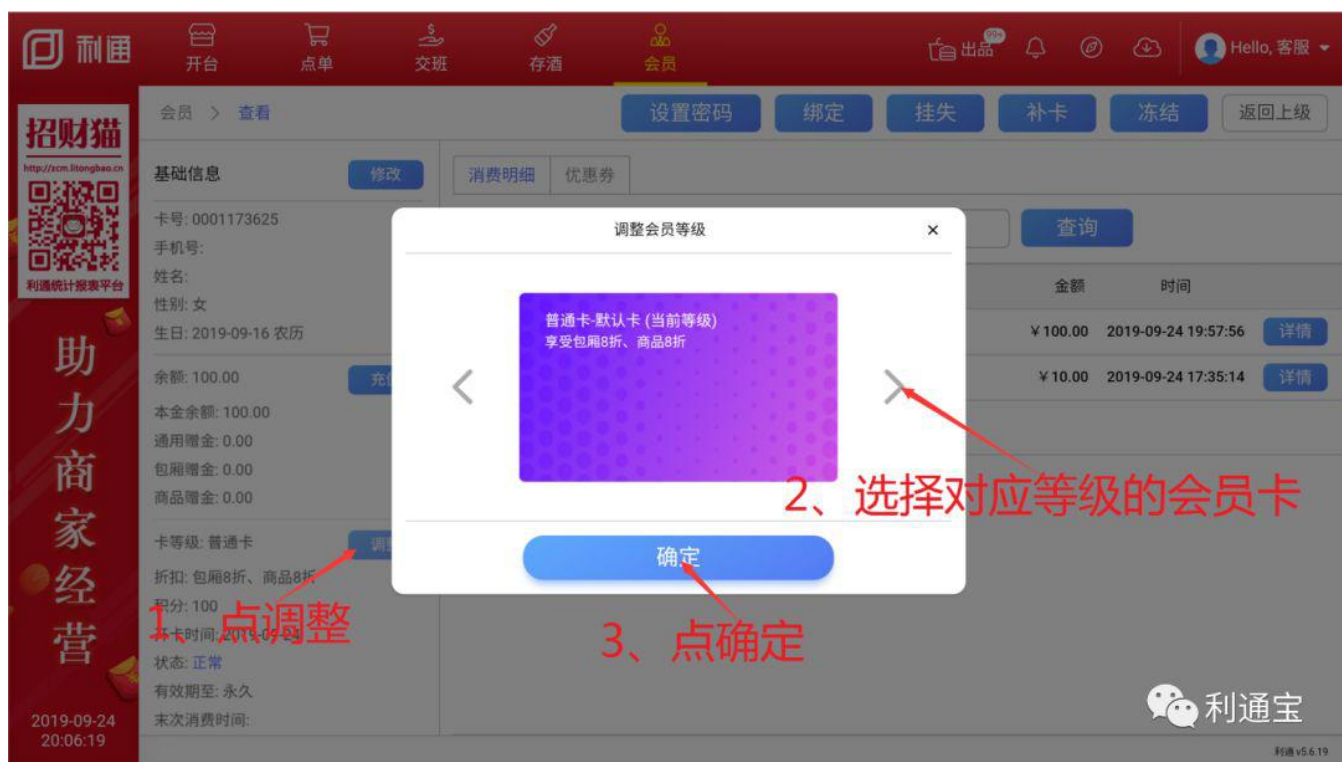 利通
开台
点单
交班
存酒
会员
出品
99+
Hello, 客服
招财猫
http://zcm.litongbao.cn
利通统计报表平台
助
力
商
家
经
营
2019-09-24
20:06:19
会员 > 查看
设置密码
绑定
挂失
补卡
冻结
返回上级
基础信息
修改
消费明细
优惠券
卡号: 0001173625
手机号:
姓名:
性别: 女
生日: 2019-09-16 农历
余额: 100.00
本金余额: 100.00
通用赠金: 0.00
包厢赠金: 0.00
商品赠金: 0.00
卡等级: 普通卡
折扣: 包厢8折、商品8折
积分: 100
开卡时间: 2019-09-24
状态: 正常
有效期至: 永久
末次消费时间:
查询
金额 时间
￥100.00 2019-09-24 19:57:56 详情
￥10.00 2019-09-24 17:35:14 详情
调整会员等级
×
普通卡-默认卡 (当前等级)
享受包厢8折、商品8折
确定
1、点调整
2、选择对应等级的会员卡
3、点确定
利通宝
利通 v5.6.19